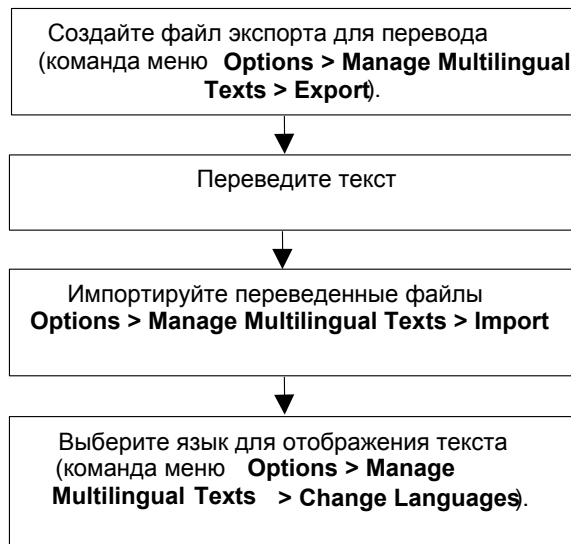 Создайте файл экспорта для перевода
(команда меню Options > Manage Multilingual
Texts > Export).
Переведите текст
Импортируйте переведенные файлы
Options > Manage Multilingual Texts > Import
Выберите язык для отображения текста
(команда меню Options > Manage
Multilingual Texts > Change Languages).